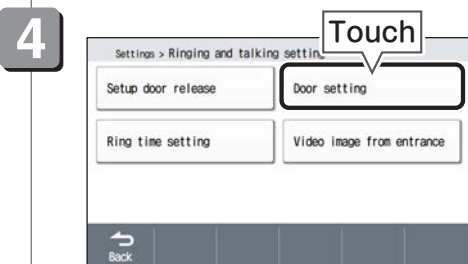 4
Touch
Settings > Ringing and talking setting
Setup door release
Door setting
Ring time setting
Video image from entrance
Back